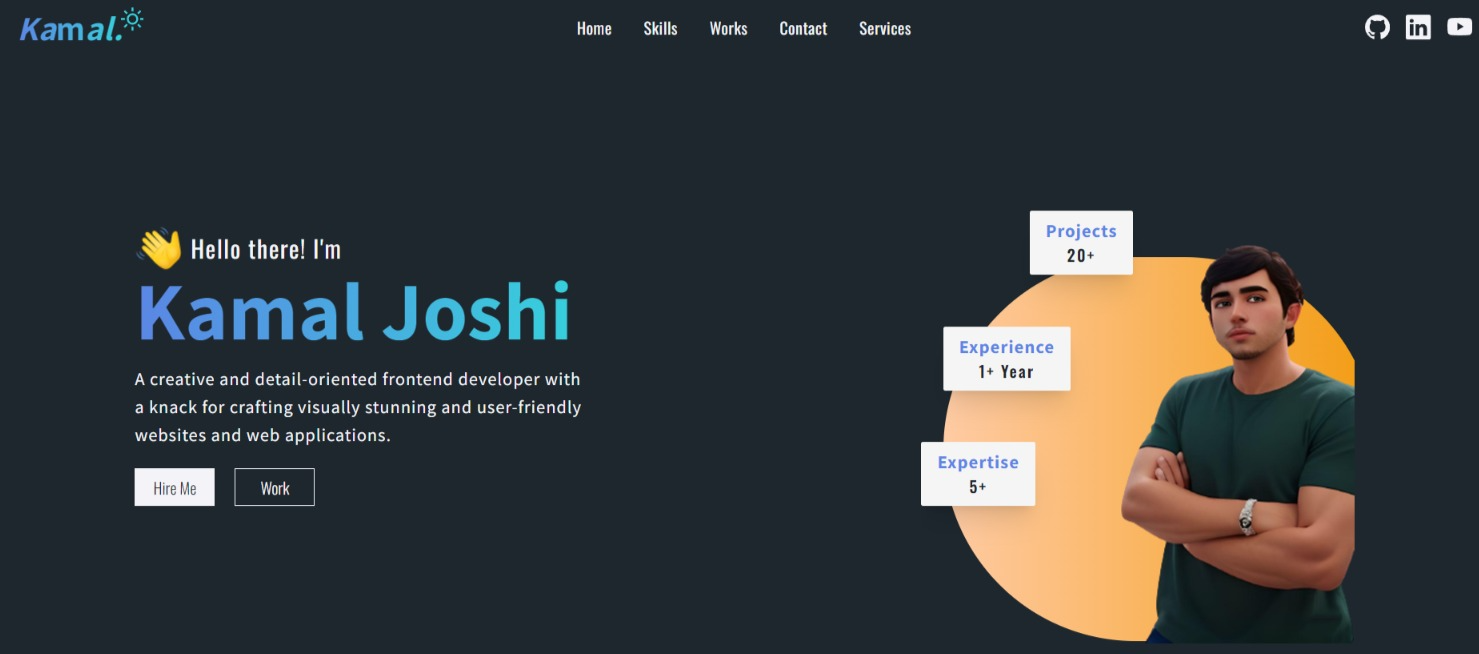 Kamal.
Home Skills Works Contact Services
Hello there! I'm
Kamal Joshi
A creative and detail-oriented frontend developer with
a knack for crafting visually stunning and user-friendly
websites and web applications.
Hire Me Work
Projects
20+
Experience
1+ Year
Expertise
5+